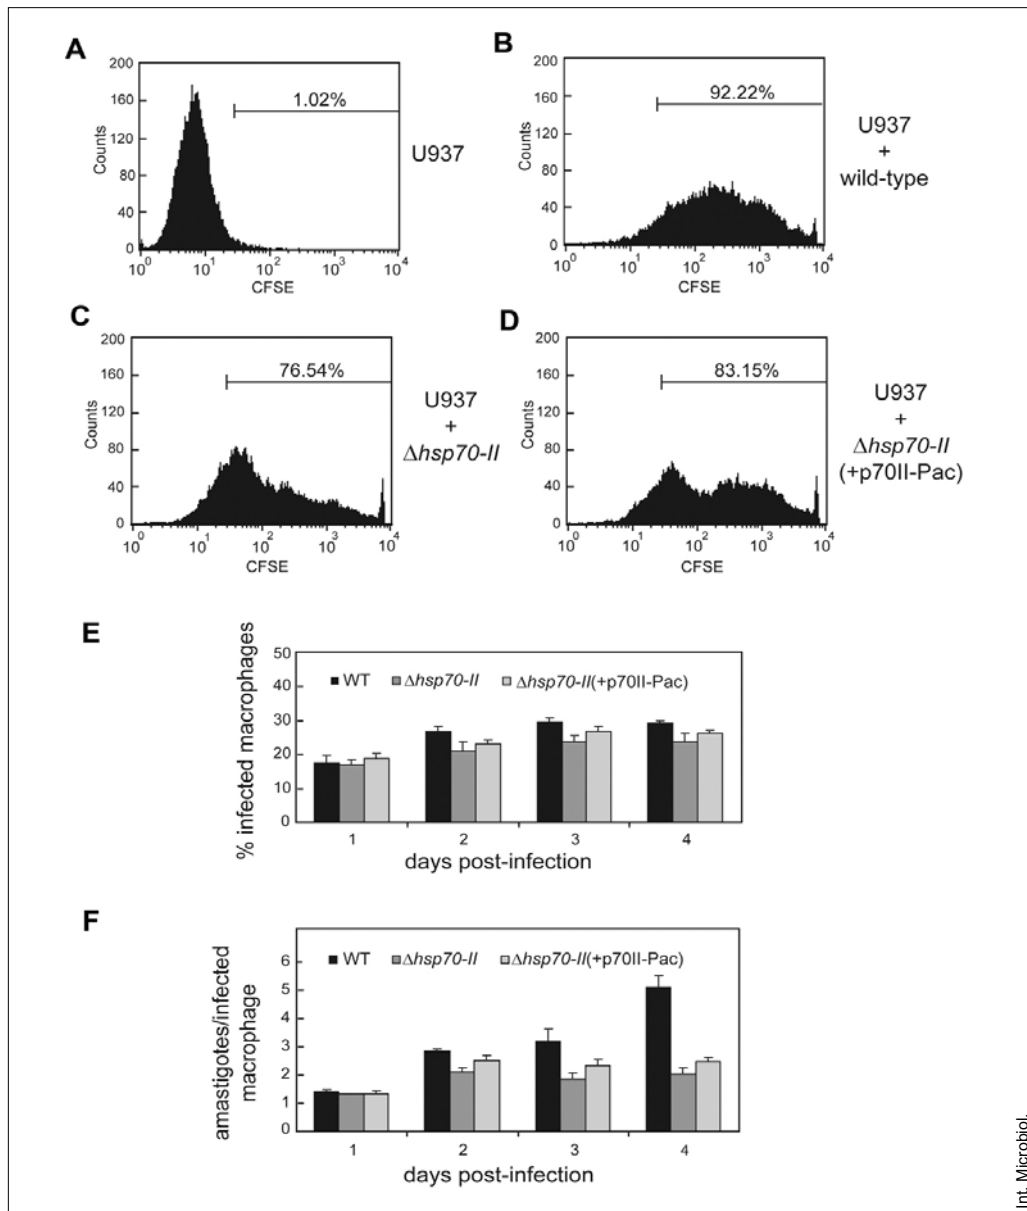 A
200
160
120
80
40
0
Counts
1.02%
10^0 10^1 10^2 10^3 10^4
CFSE
U937
B
200
160
120
80
40
0
Counts
92.22%
10^0 10^1 10^2 10^3 10^4
CFSE
U937
+
wild-type
C
200
160
120
80
40
0
Counts
76.54%
10^0 10^1 10^2 10^3 10^4
CFSE
U937
+
Δhsp70-II
D
200
160
120
80
40
0
Counts
83.15%
10^0 10^1 10^2 10^3 10^4
CFSE
U937
+
Δhsp70-II
(+p70II-Pac)
E
% infected macrophages
50
40
30
20
10
0
WT Δhsp70-II Δhsp70-II(+p70II-Pac)
1 2 3 4
days post-infection
F
amastigotes/infected
macrophage
6
5
4
3
2
1
0
WT Δhsp70-II Δhsp70-II(+p70II-Pac)
1 2 3 4
days post-infection
Int. Microbiol.